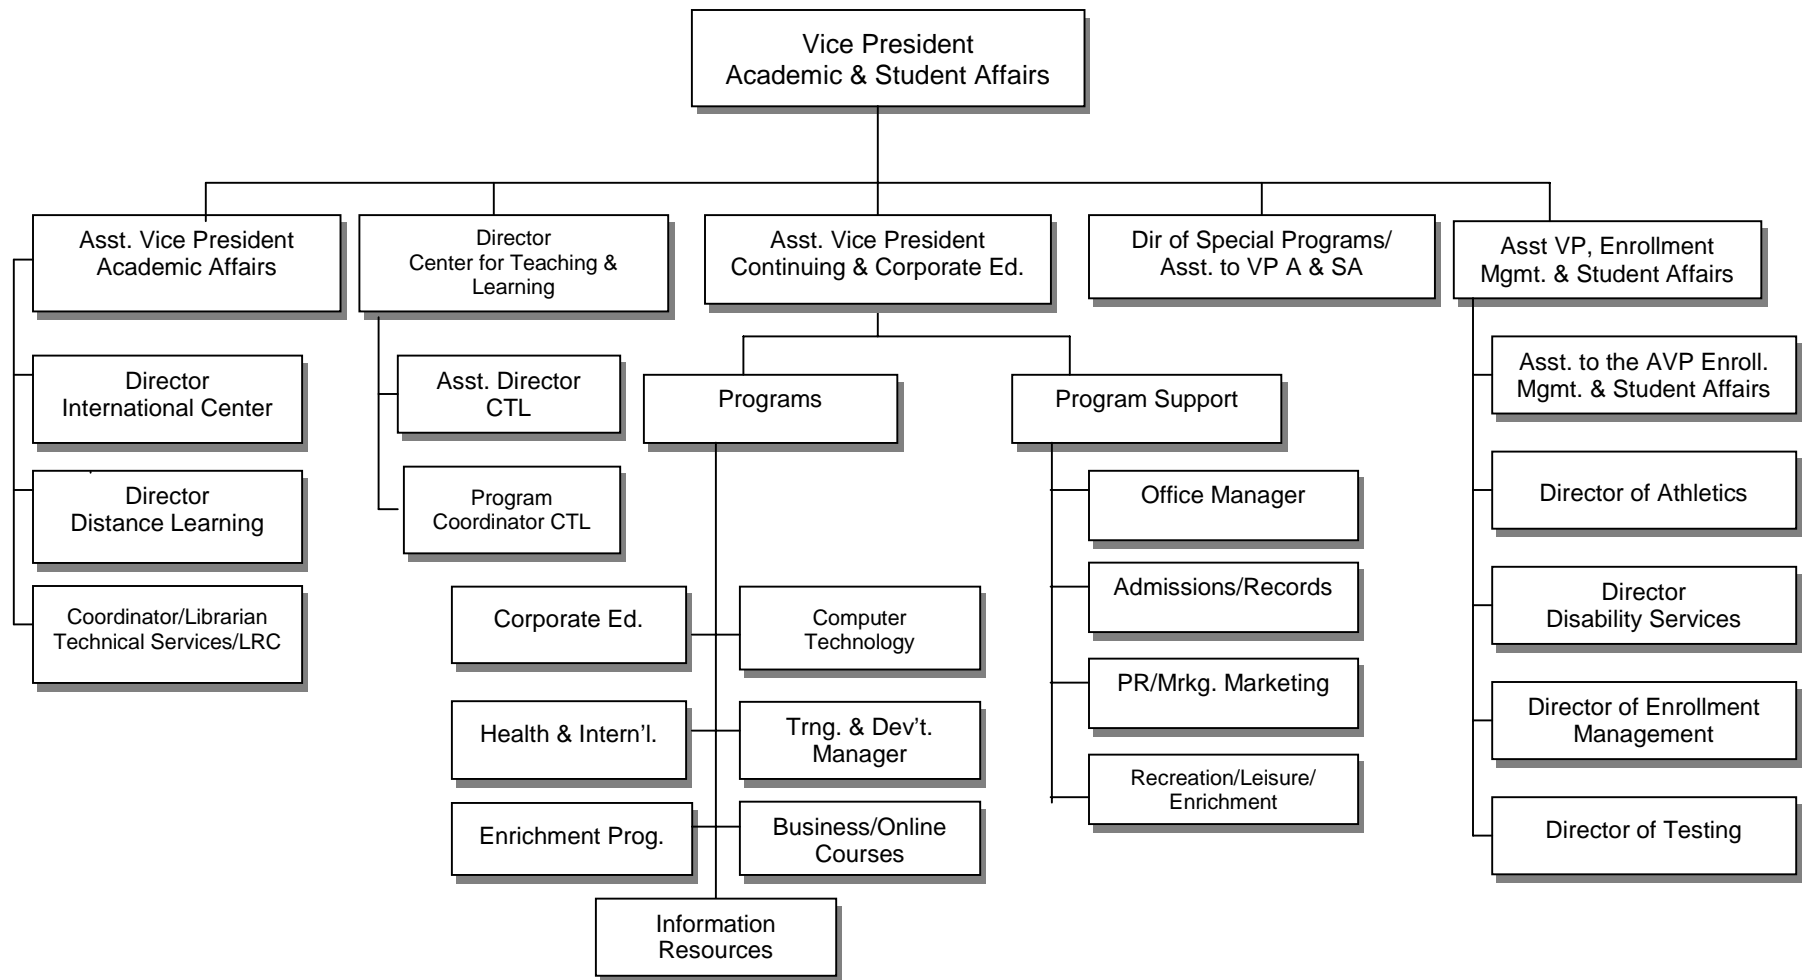 Vice President
Academic & Student Affairs
Asst. Vice President
Academic Affairs
Director
Center for Teaching &
Learning
Asst. Vice President
Continuing & Corporate Ed.
Dir of Special Programs/
Asst. to VP A & SA
Asst VP, Enrollment
Mgmt. & Student Affairs
Director
International Center
Director
Distance Learning
Coordinator/Librarian
Technical Services/LRC
Asst. Director
CTL
Program
Coordinator CTL
Programs
Corporate Ed.
Computer
Technology
Health & Intern’l.
Trng. & Dev’t.
Manager
Enrichment Prog.
Business/Online
Courses
Information
Resources
Program Support
Office Manager
Admissions/Records
PR/Mrkg. Marketing
Recreation/Leisure/
Enrichment
Asst. to the AVP Enroll.
Mgmt. & Student Affairs
Director of Athletics
Director
Disability Services
Director of Enrollment
Management
Director of Testing